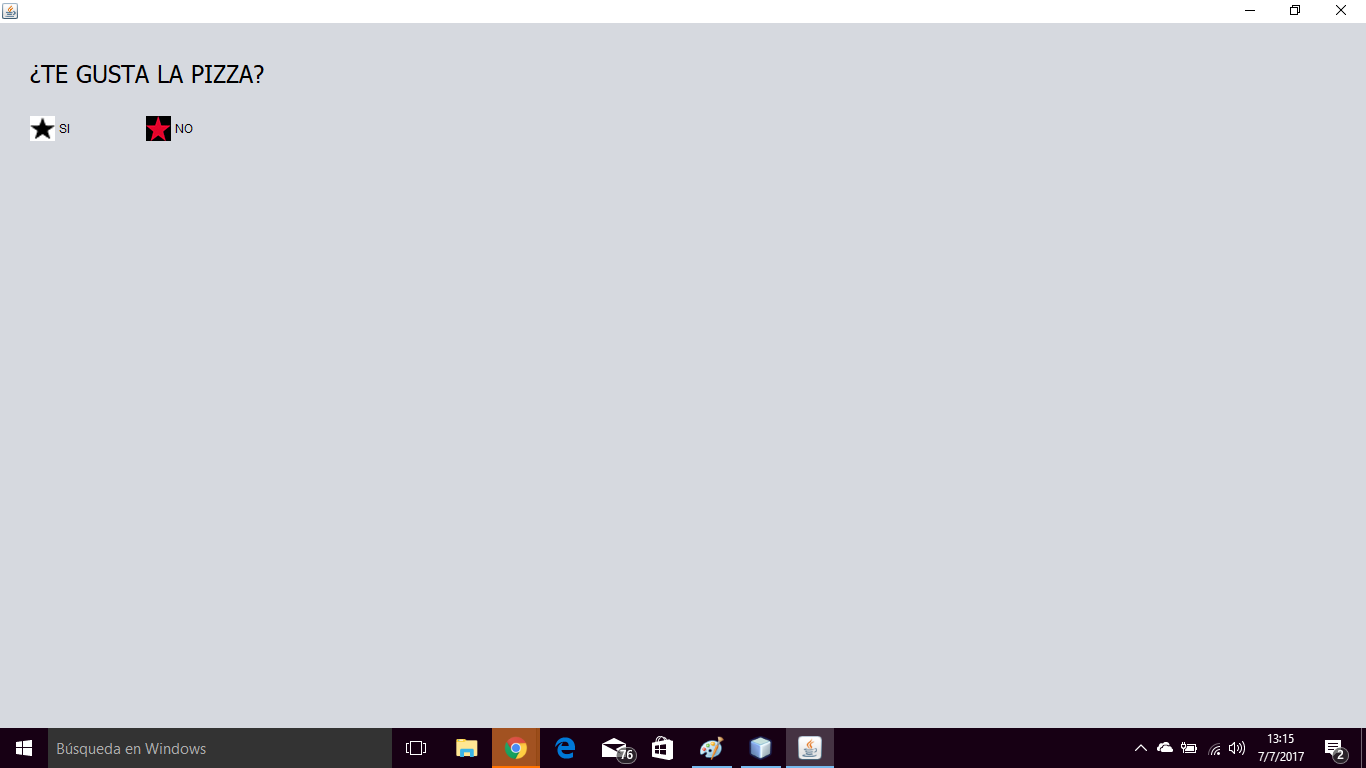 ¿TE GUSTA LA PIZZA?
SI NO
Búsqueda en Windows
76
13:15
7/7/2017
2